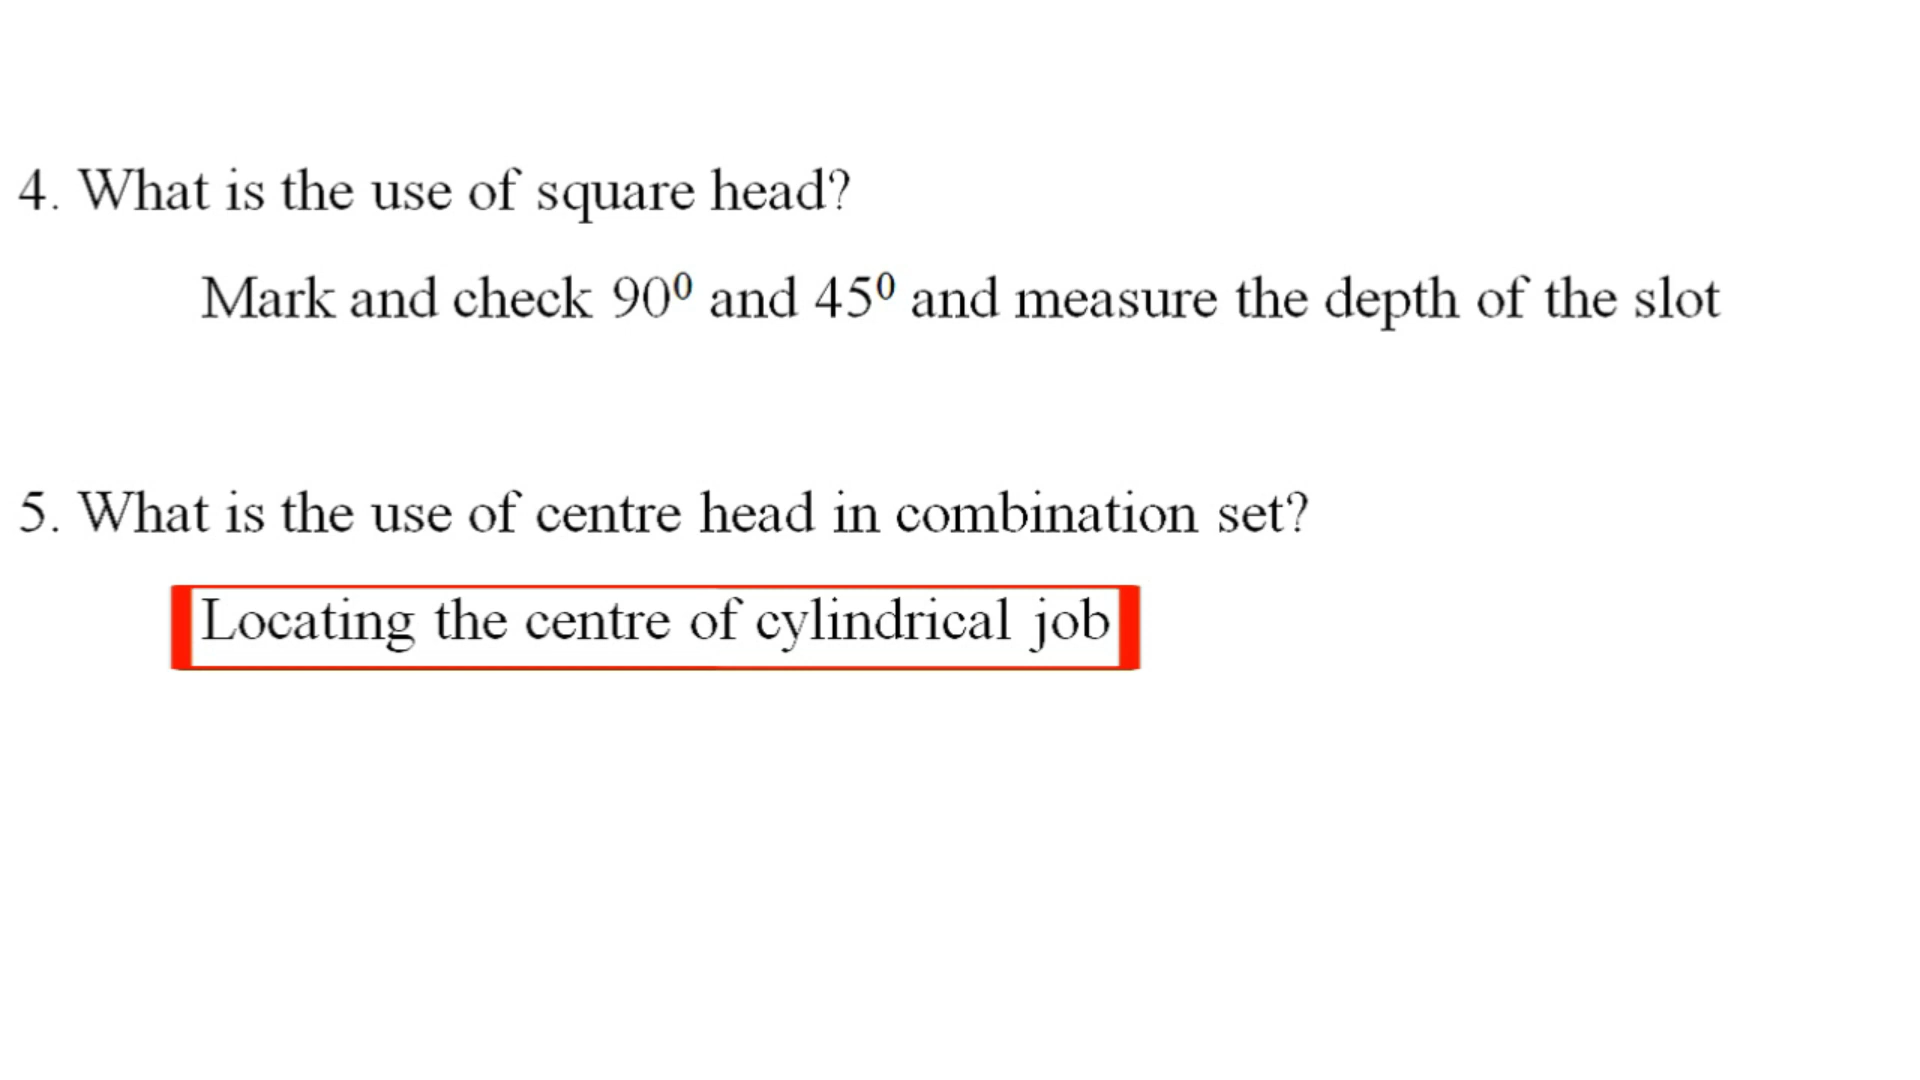 4. What is the use of square head?
Mark and check 90⁰ and 45⁰ and measure the depth of the slot
5. What is the use of centre head in combination set?
Locating the centre of cylindrical job